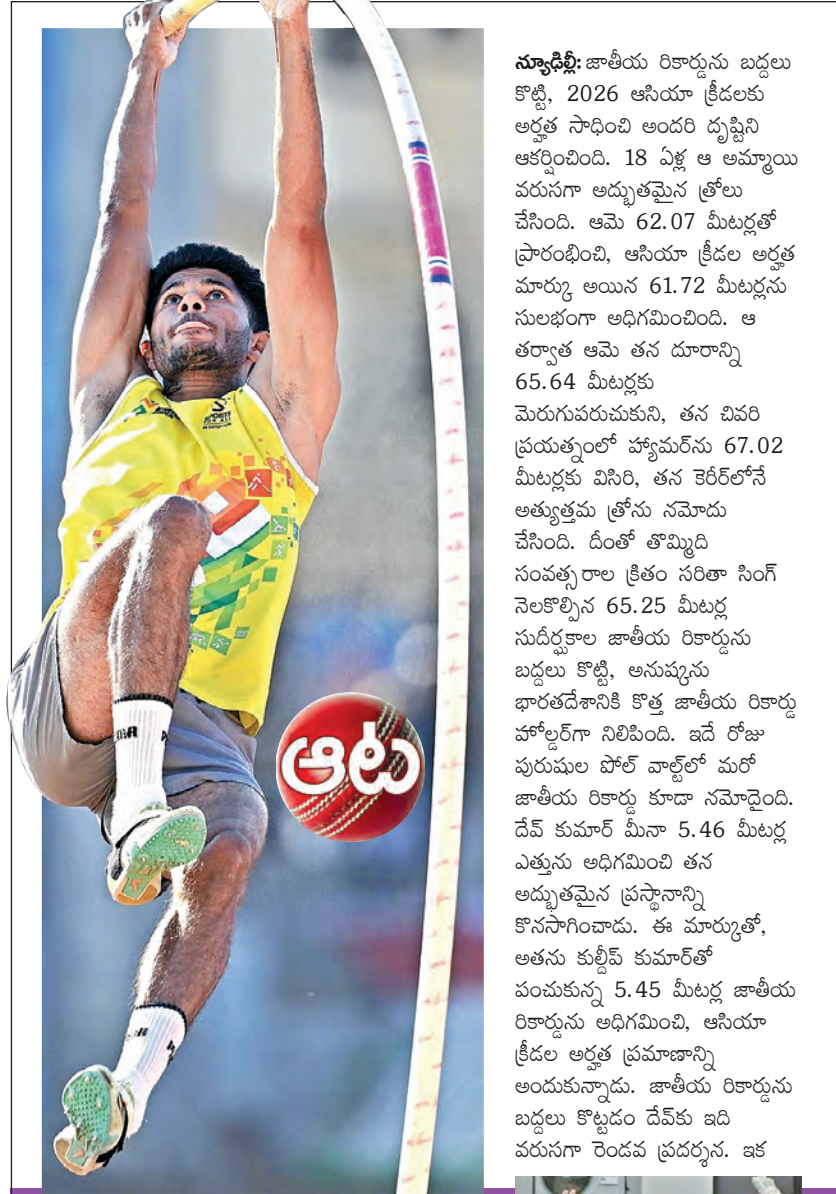 ఆట
న్యూఢిల్లీ: జాతీయ రికార్డును బద్దలు
కొట్టి, 2026 ఆసియా క్రీడలకు
అర్హత సాధించి అందరి దృష్టిని
ఆకర్షించింది. 18 ఏళ్ల ఆ అమ్మాయి
వరుసగా అద్భుతమైన త్రోలు
చేసింది. ఆమె 62.07 మీటర్లతో
ప్రారంభించి, ఆసియా క్రీడల అర్హత
మార్కు అయిన 61.72 మీటర్లను
సులభంగా అధిగమించింది. ఆ
తర్వాత ఆమె తన దూరాన్ని
65.64 మీటర్లకు
మెరుగుపరుచుకుని, తన చివరి
ప్రయత్నంలో హ్యామర్‌ను 67.02
మీటర్లకు విసిరి, తన కెరీర్‌లోనే
అత్యుత్తమ త్రోను నమోదు
చేసింది. దీంతో తొమ్మిది
సంవత్సరాల క్రితం సరితా సింగ్
నెలకొల్పిన 65.25 మీటర్ల
సుదీర్ఘకాల జాతీయ రికార్డును
బద్దలు కొట్టి, అనుష్కను
భారతదేశానికి కొత్త జాతీయ రికార్డు
హోల్డర్‌గా నిలిపింది. ఇదే రోజు
పురుషుల పోల్ వాల్ట్‌లో మరో
జాతీయ రికార్డు కూడా నమోదైంది.
దేవ్ కుమార్ మీనా 5.46 మీటర్ల
ఎత్తును అధిగమించి తన
అద్భుతమైన ప్రస్థానాన్ని
కొనసాగించాడు. ఈ మార్కుతో,
అతను కుల్దీప్ కుమార్‌తో
పంచుకున్న 5.45 మీటర్ల జాతీయ
రికార్డును అధిగమించి, ఆసియా
క్రీడల అర్హత ప్రమాణాన్ని
అందుకున్నాడు. జాతీయ రికార్డును
బద్దలు కొట్టడం దేవ్‌కు ఇది
వరుసగా రెండవ ప్రదర్శన. ఇక